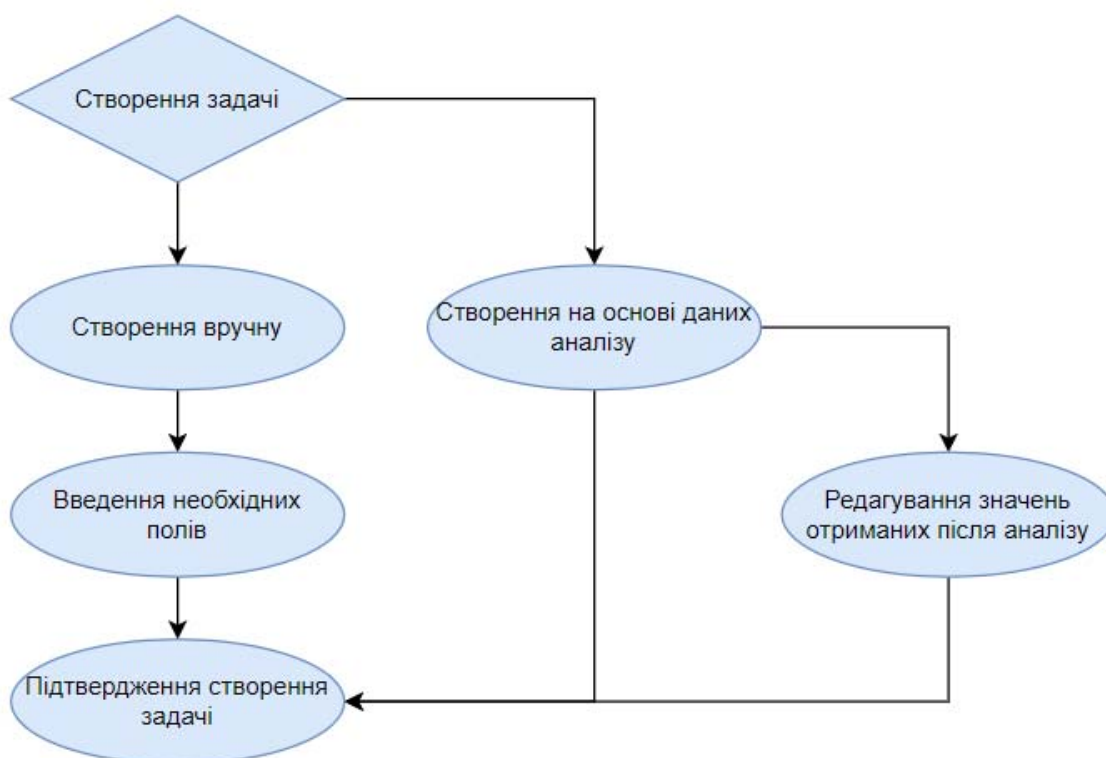 Створення задачі
Створення вручну
Створення на основі даних
аналізу
Введення необхідних
полів
Редагування значень
отриманих після аналізу
Підтвердження створення
задачі